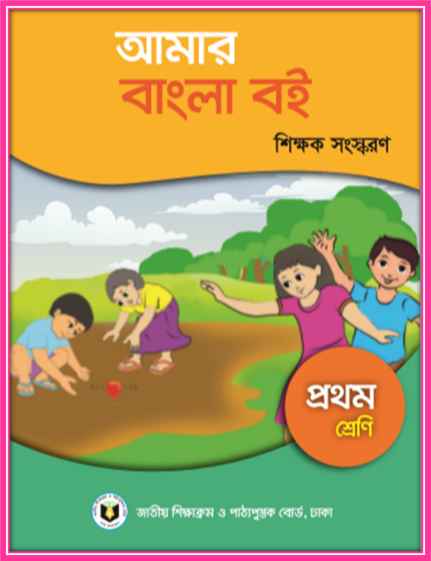 আমার
বাংলা বই
শিক্ষক সংস্করণ
প্রথম
শ্রেণি
জাতীয় শিক্ষাক্রম ও পাঠ্যপুস্তক বোর্ড, ঢাকা